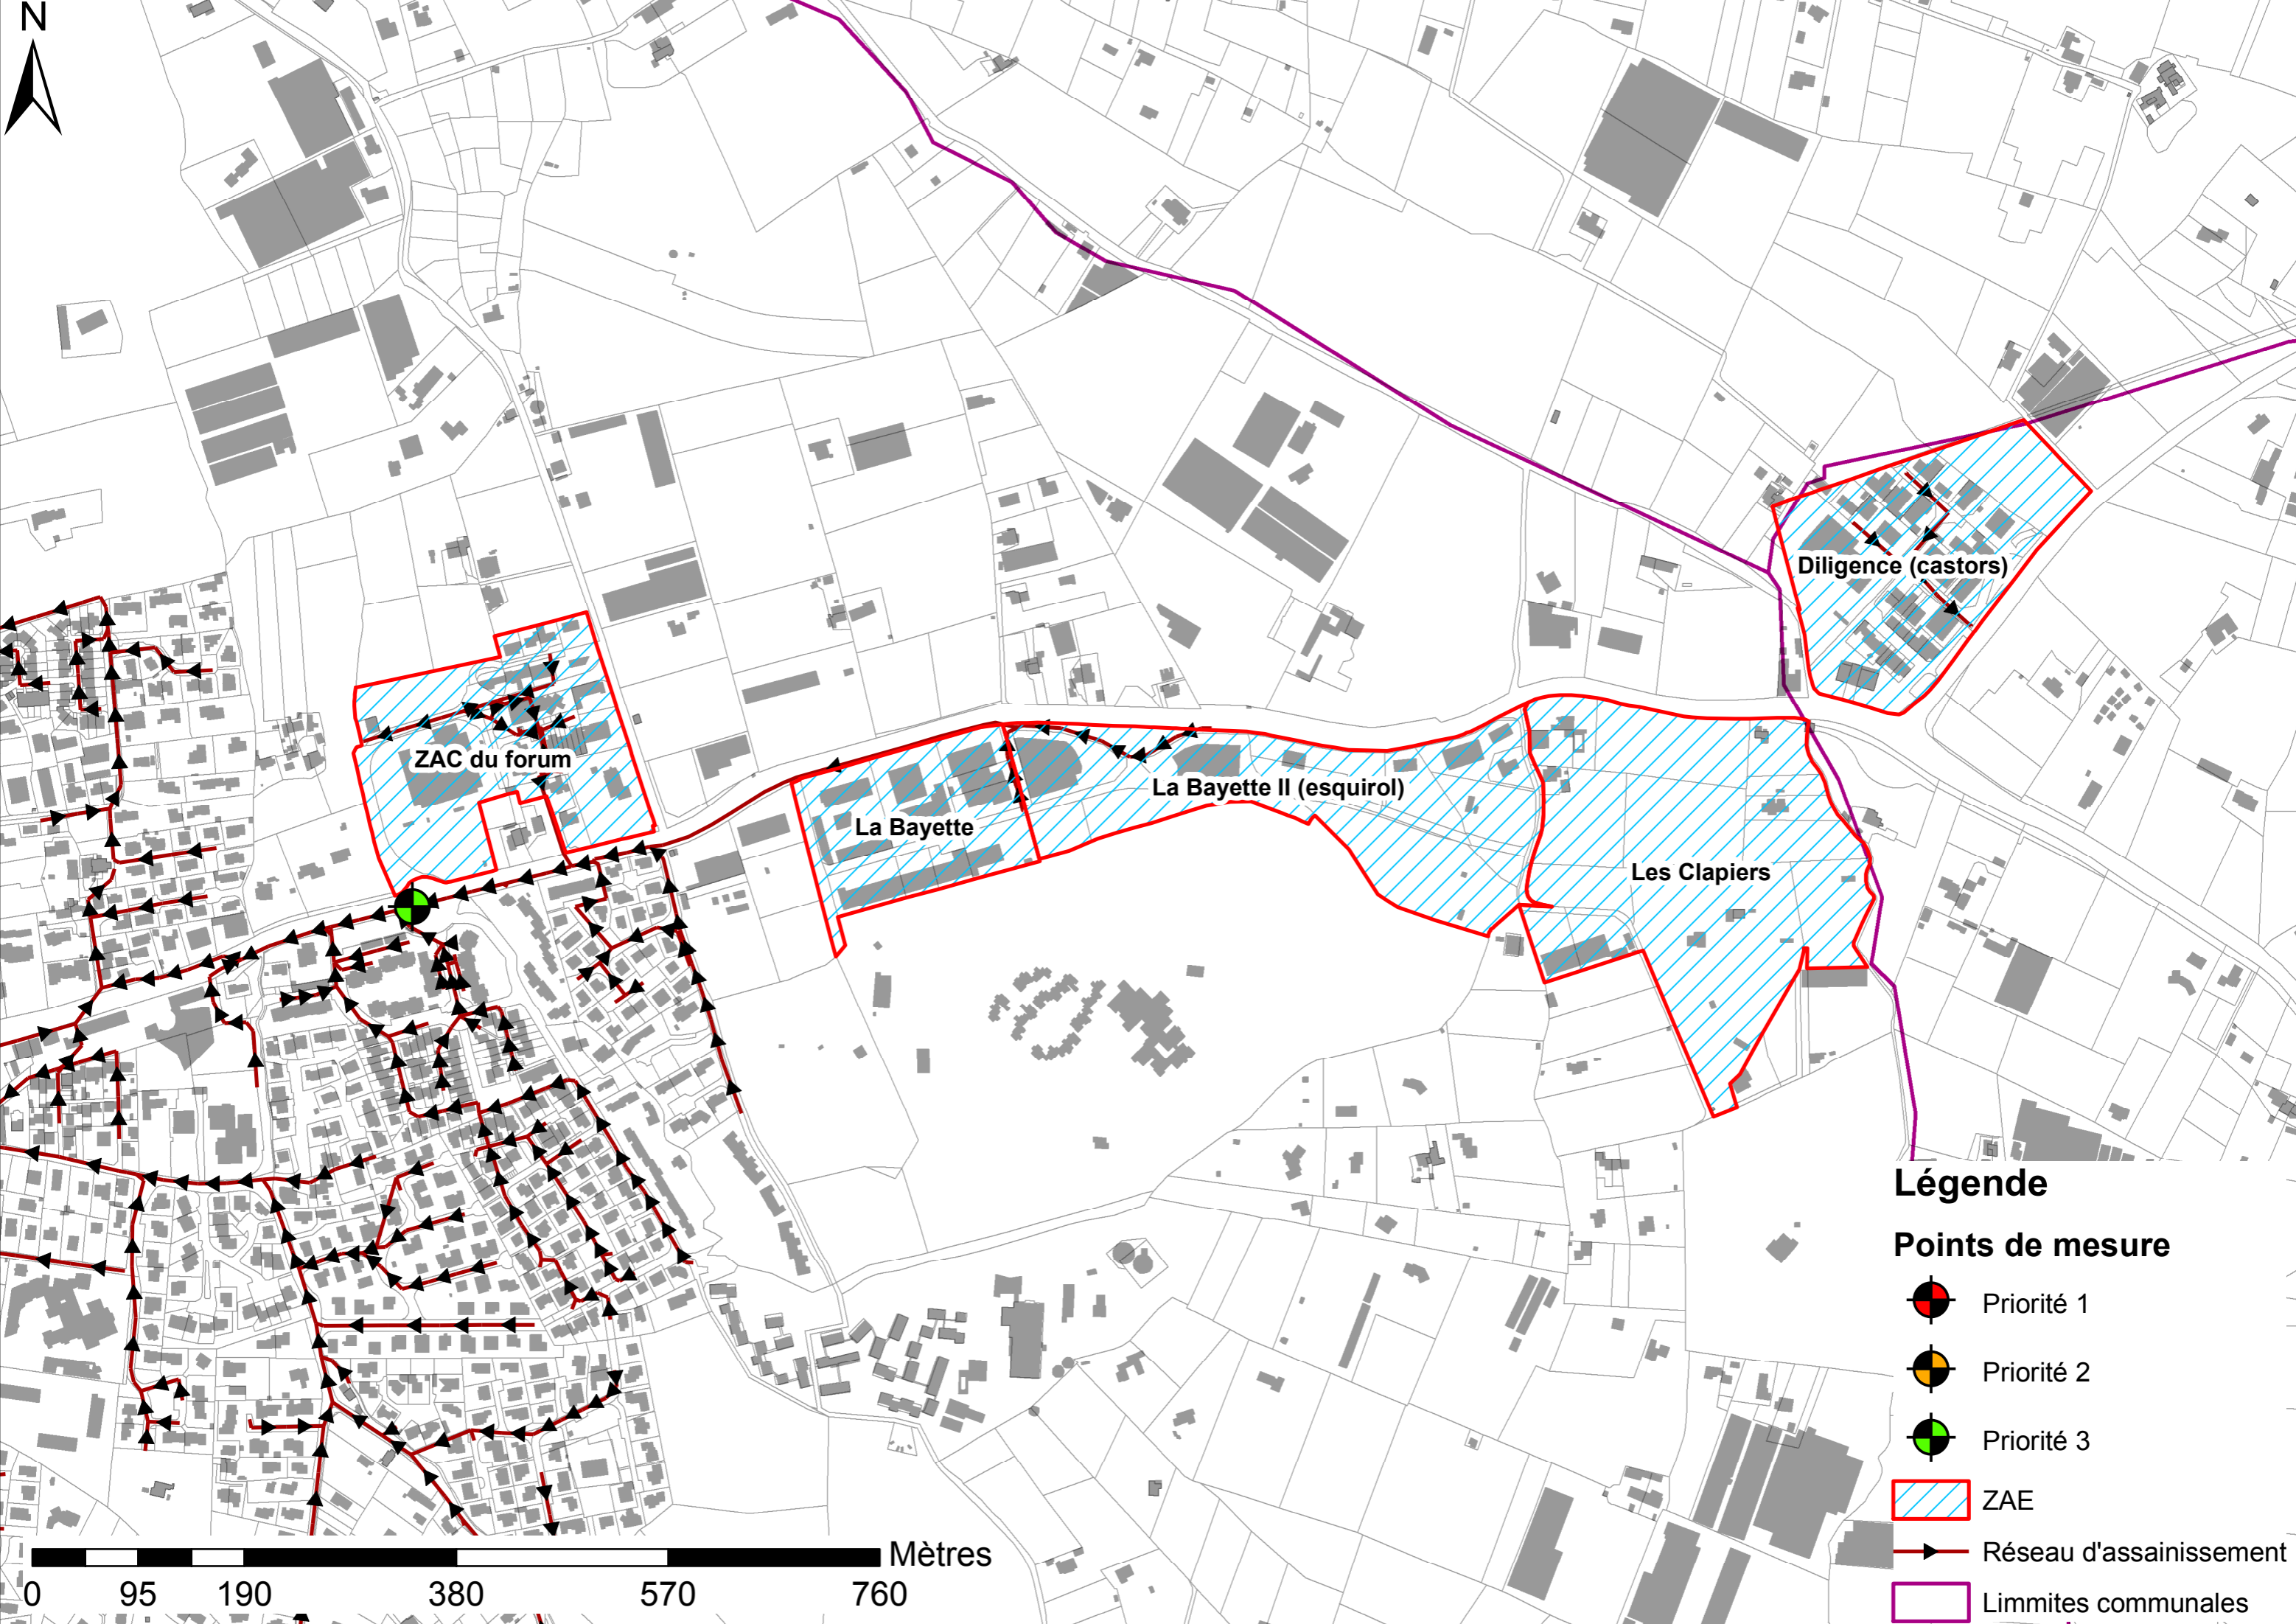 N
Diligence (castors)
ZAC du forum
La Bayette II (esquirol)
La Bayette
Les Clapiers
Légende
Points de mesure
Priorité 1
Priorité 2
Priorité 3
ZAE
Réseau d'assainissement
Limmites communales
Mètres
0 95 190 380 570 760